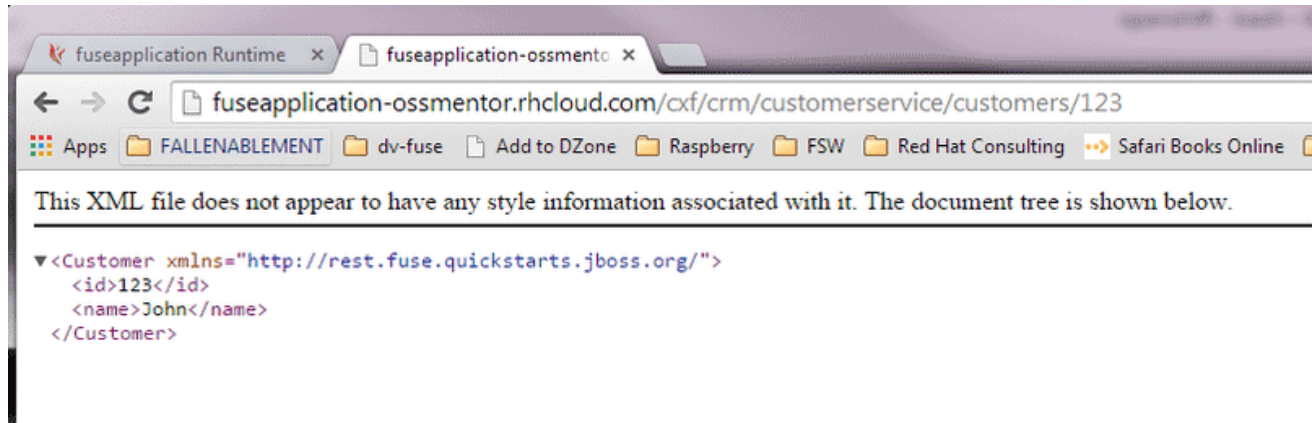 fuseapplication Runtime
fuseapplication-ossmento
fuseapplication-ossmentor.rhcloud.com/cxf/crm/customerservice/customers/123
Apps FALLENABLEMENT dv-fuse Add to DZone Raspberry FSW Red Hat Consulting Safari Books Online
This XML file does not appear to have any style information associated with it. The document tree is shown below.
▼<Customer xmlns="http://rest.fuse.quickstarts.jboss.org/">
<id>123</id>
<name>John</name>
</Customer>